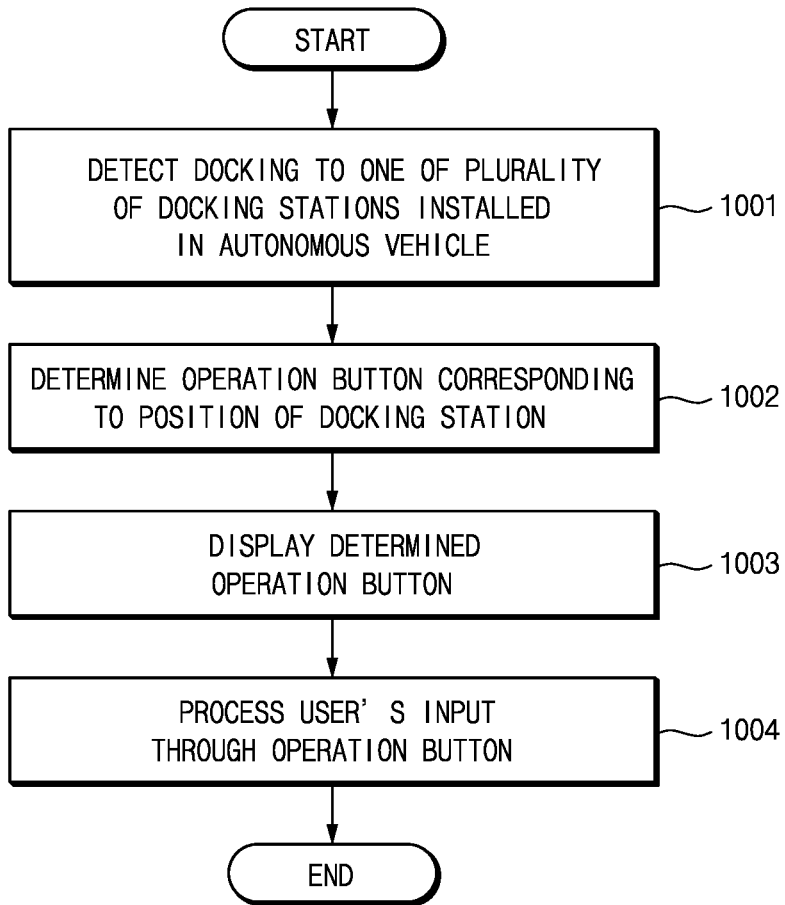 START
DETECT DOCKING TO ONE OF PLURALITY
OF DOCKING STATIONS INSTALLED
IN AUTONOMOUS VEHICLE
1001
DETERMINE OPERATION BUTTON CORRESPONDING
TO POSITION OF DOCKING STATION
1002
DISPLAY DETERMINED
OPERATION BUTTON
1003
PROCESS USER' S INPUT
THROUGH OPERATION BUTTON
1004
END